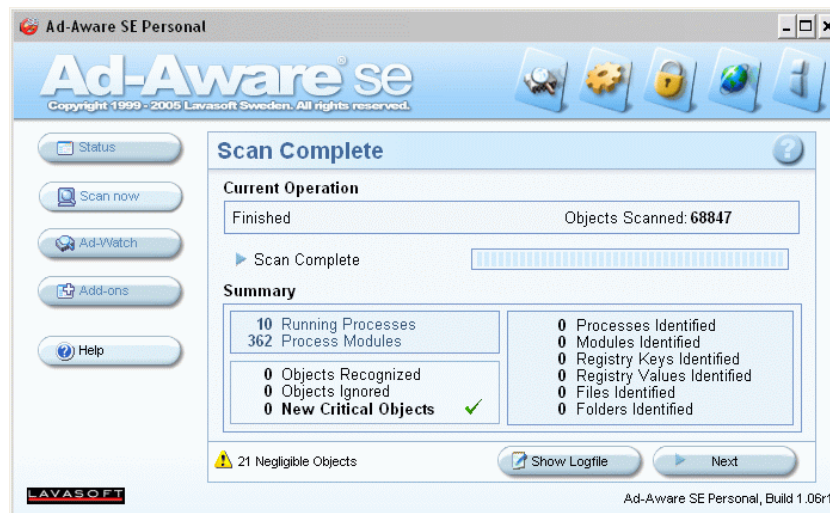 Ad-Aware SE Personal
Ad-Aware se
Copyright 1999 - 2005 Lavasoft Sweden. All rights reserved.
Status
Scan now
Ad-Watch
Add-ons
Help
Scan Complete
Current Operation
Finished
Objects Scanned: 68847
Scan Complete
Summary
10 Running Processes
362 Process Modules
0 Objects Recognized
0 Objects Ignored
0 New Critical Objects
0 Processes Identified
0 Modules Identified
0 Registry Keys Identified
0 Registry Values Identified
0 Files Identified
0 Folders Identified
21 Negligible Objects
Show Logfile
Next
LAVASOFT
Ad-Aware SE Personal, Build 1.06r1